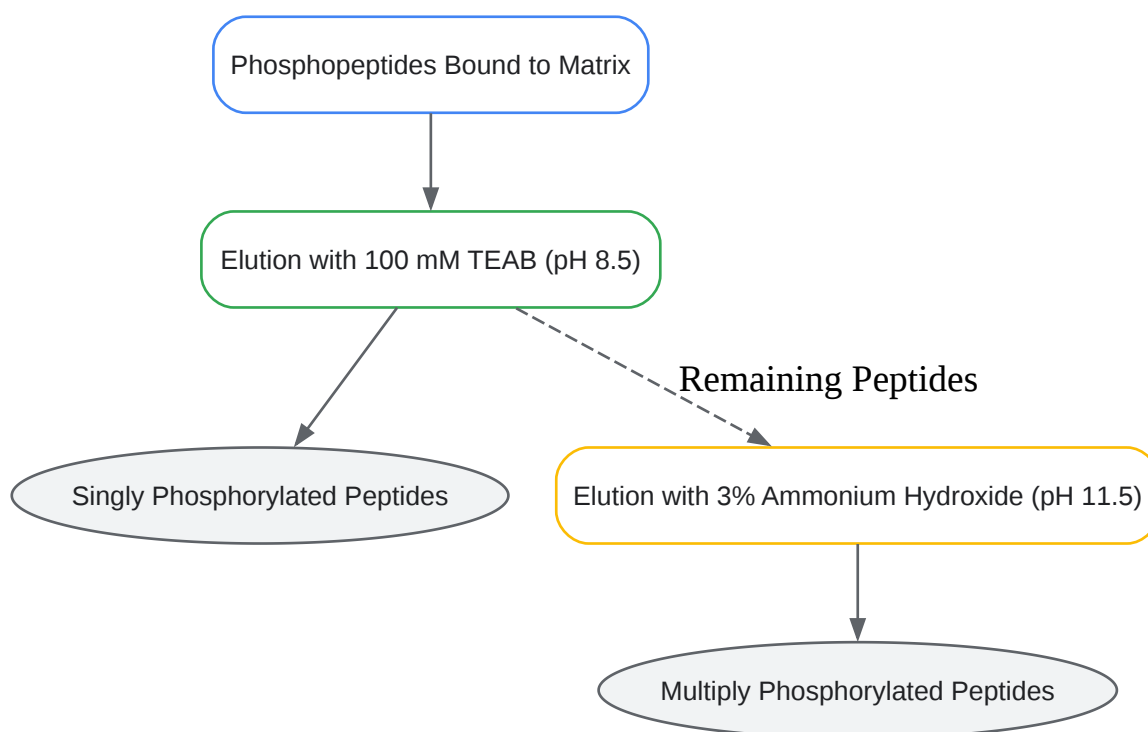 Phosphopeptides Bound to Matrix
Elution with 100 mM TEAB (pH 8.5)
Remaining Peptides
Singly Phosphorylated Peptides
Elution with 3% Ammonium Hydroxide (pH 11.5)
Multiply Phosphorylated Peptides